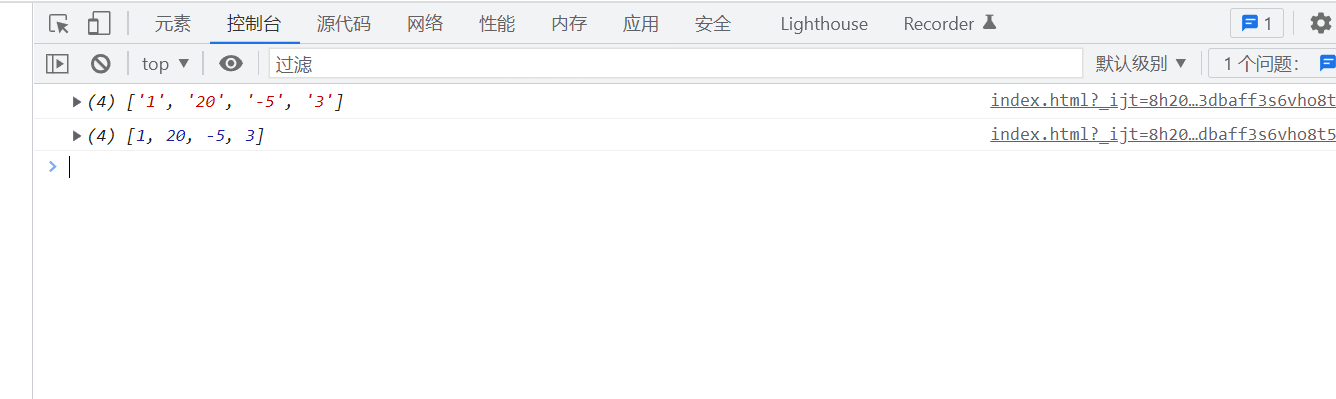 元素 控制台 源代码 网络 性能 内存 应用 安全 Lighthouse Recorder 1
top 过滤 默认级别 1 个问题:
(4) ['1', '20', '-5', '3'] index.html?_ijt=8h20…3dbaff3s6vho8t
(4) [1, 20, -5, 3] index.html?_ijt=8h20…dbaff3s6vho8t5